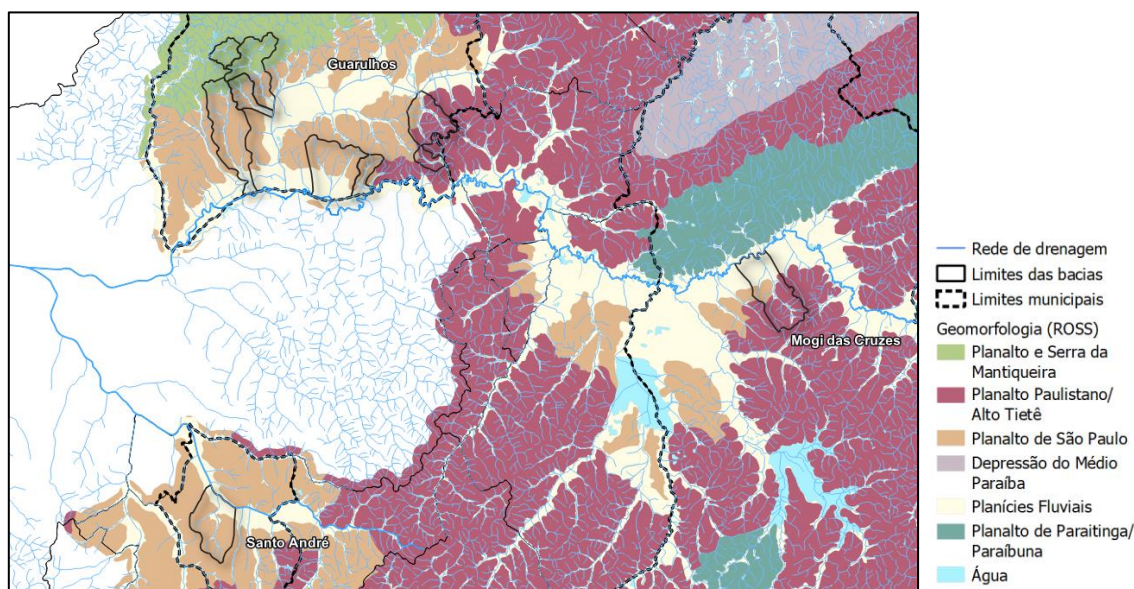 Guarulhos
Mogi das Cruzes
Santo André
Rede de drenagem
Limites das bacias
Limites municipais
Geomorfologia (ROSS)
Planalto e Serra da
Mantiqueira
Planalto Paulistano/
Alto Tietê
Planalto de São Paulo
Depressão do Médio
Paraíba
Planícies Fluviais
Planalto de Paraitinga/
Paraíbuna
Água